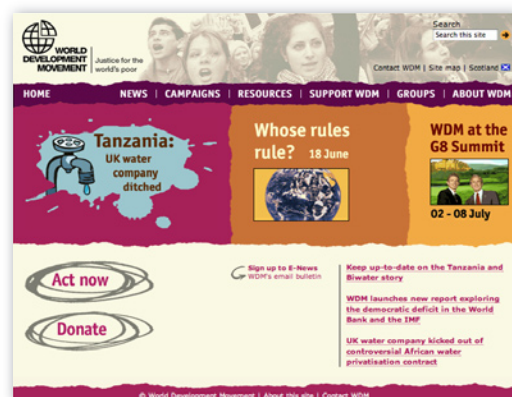 Search
Search this site
WORLD
DEVELOPMENT
MOVEMENT
Justice for the
world's poor
Contact WDM | Site map | Scotland
HOME NEWS | CAMPAIGNS | RESOURCES | SUPPORT WDM | GROUPS | ABOUT WDM
Tanzania:
UK water
company
ditched
Whose rules
rule? 18 June
WDM at the
G8 Summit
02 - 08 July
Act now
Donate
Sign up to E-News
WDM's email bulletin
Keep up-to-date on the Tanzania and
Biwater story
WDM launches new report exploring
the democratic deficit in the World
Bank and the IMF
UK water company kicked out of
controversial African water
privatisation contract
© World Development Movement | About this site | Contact WDM